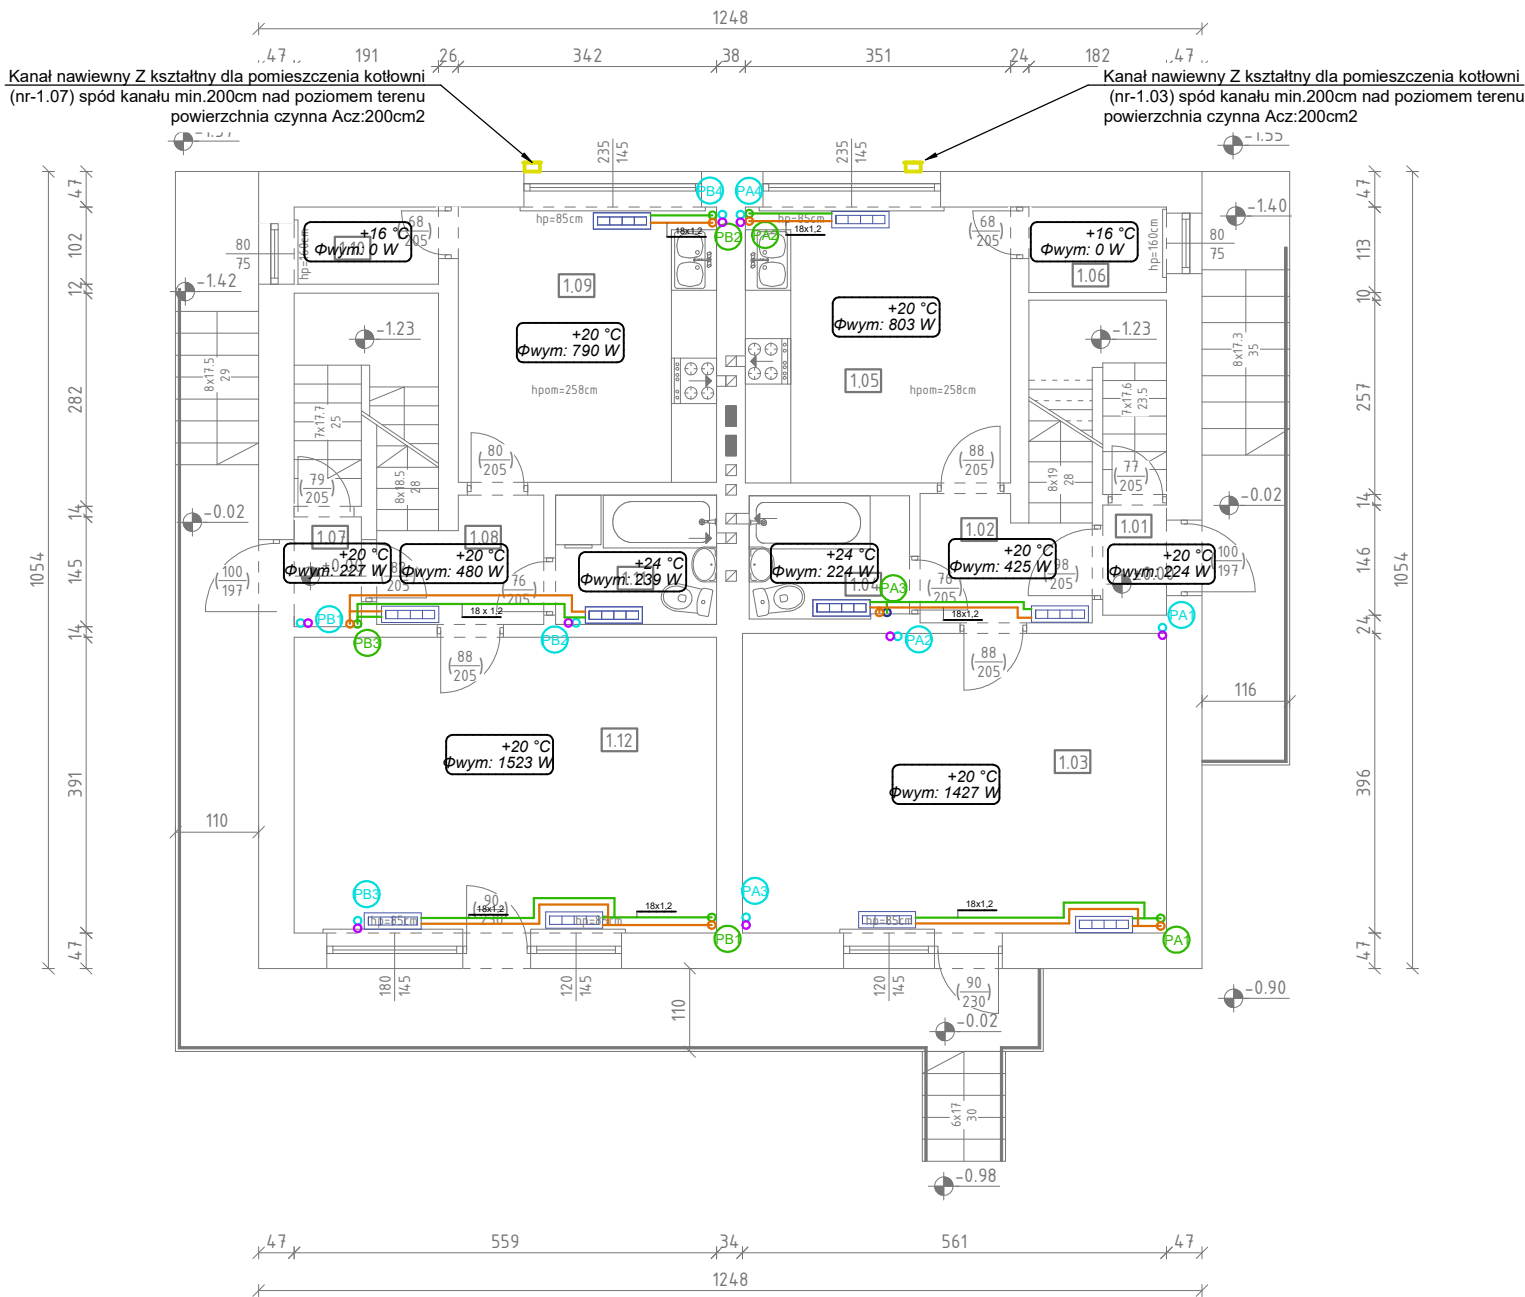 1248
47 191 26 342 38 351 24 182 47
Kanał nawiewny Z kształtny dla pomieszczenia kotłowni
(nr-1.07) spód kanału min.200cm nad poziomem terenu
powierzchnia czynna Acz:200cm2
Kanał nawiewny Z kształtny dla pomieszczenia kotłowni
(nr-1.03) spód kanału min.200cm nad poziomem terenu
powierzchnia czynna Acz:200cm2
-1.55
235
145
235
145
PB4
PA4
PB2
PA2
hp=85cm
hp=85cm
18x1,2
18x1,2
-1.40
-1.42
80
75
80
75
hp=160cm
68
205
68
205
+16 °C
Φwym: 0 W
+16 °C
Φwym: 0 W
1.06
1.09
+20 °C
Φwym: 790 W
hpom=258cm
+20 °C
Φwym: 803 W
1.05
hpom=258cm
-1.23
-1.23
8x17.5
29
7x17.7
25
8x18.5
28
8x19
28
7x17.6
23.5
8x17.3
35
80
205
88
205
79
205
77
205
-0.02
-0.02
1.07
1.08
1.02
1.01
+20 °C
Φwym: 227 W
+20 °C
Φwym: 480 W
+24 °C
Φwym: 239 W
+24 °C
Φwym: 224 W
+20 °C
Φwym: 425 W
+20 °C
Φwym: 224 W
1.04
100
197
100
197
76
205
76
205
98
205
18 x 1,2
18x1,2
PB1
PB3
PB2
PA3
PA2
PA1
88
205
88
205
1.12
+20 °C
Φwym: 1523 W
1.03
+20 °C
Φwym: 1427 W
116
110
PB3
PA3
hp=85cm
18x1,2
18x1,2
hp=85cm
18x1,2
90
PB1
PA1
180
145
120
145
120
145
90
230
110
-0.90
-0.02
6x17
30
-0.98
47
102
12
282
14
145
14
391
47
1054
47
113
10
257
14
146
24
396
47
1054
47 559 34 561 47
1248